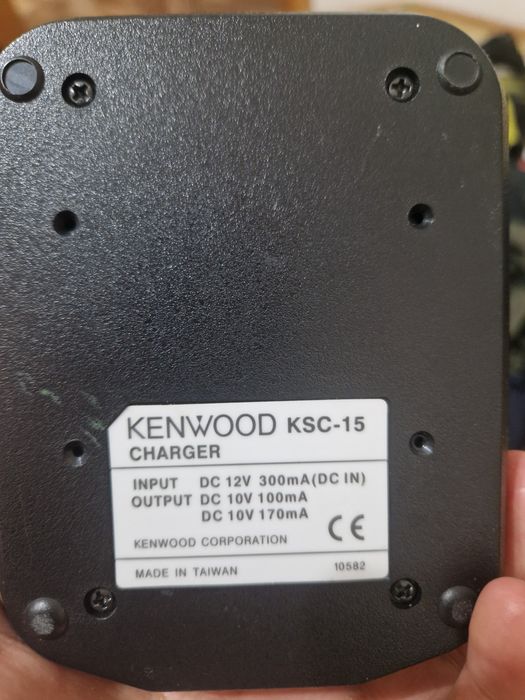 KENWOOD KSC-15
CHARGER
INPUT DC 12V 300mA(DC IN)
OUTPUT DC 10V 100mA
DC 10V 170mA
CE
KENWOOD CORPORATION
MADE IN TAIWAN 10582